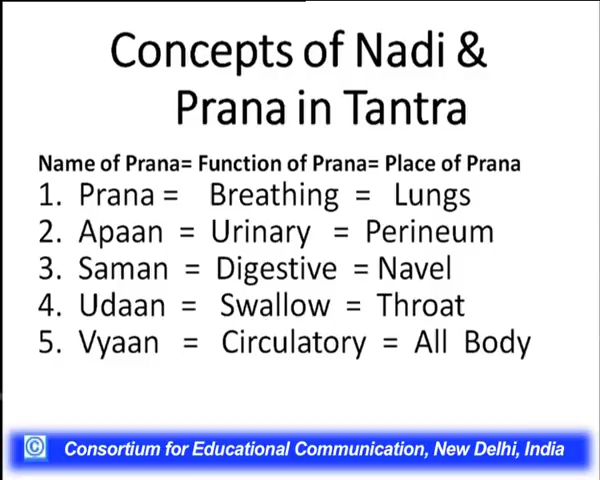 Concepts of Nadi &
Prana in Tantra
Name of Prana= Function of Prana= Place of Prana
1. Prana = Breathing = Lungs
2. Apaan = Urinary = Perineum
3. Saman = Digestive = Navel
4. Udaan = Swallow = Throat
5. Vyaan = Circulatory = All Body
© Consortium for Educational Communication, New Delhi, India